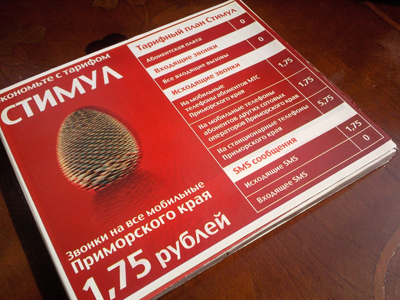 кономьте с тарифом
СТИМУЛ
Звонки на все мобильные
Приморского края
1,75 рублей
Тарифный план Стимул
Абонентская плата 0
Входящие звонки
Все входящие вызовы 0
Исходящие звонки
На мобильные
телефоны абонентов МТС
Приморского края 1,75
На мобильные телефоны
абонентов других сотовых
операторов Приморского края 1,75
На стационарные телефоны
Приморского края 5,75
SMS сообщения
Исходящие SMS 1,75
Входящее SMS 0